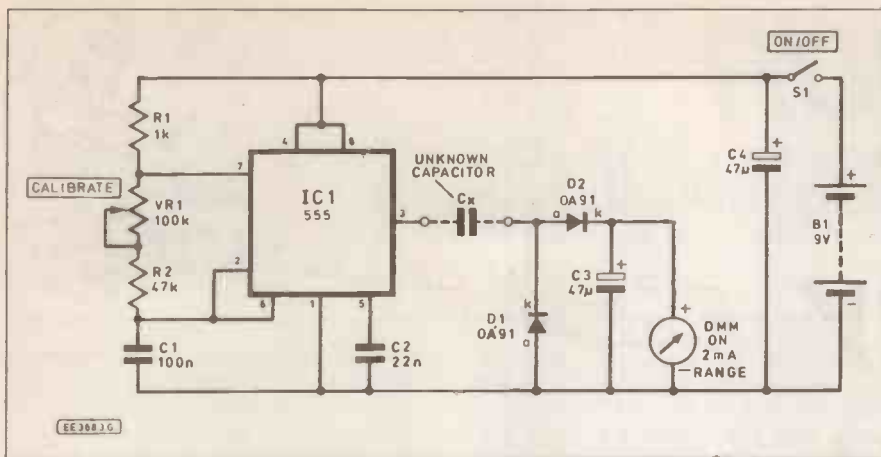 ON/OFF
S1
R1
1k
CALIBRATE
VR1
100k
R2
47k
C1
100n
7
2
6
1
5
4
8
3
IC1
555
C2
22n
UNKNOWN
CAPACITOR
Cx
D2
OA91
a
k
D1
OA91
k
a
C3
47µ
+
+
DMM
ON
2mA
RANGE
−
C4
47µ
+
+
B1
9V
−
EE3683G